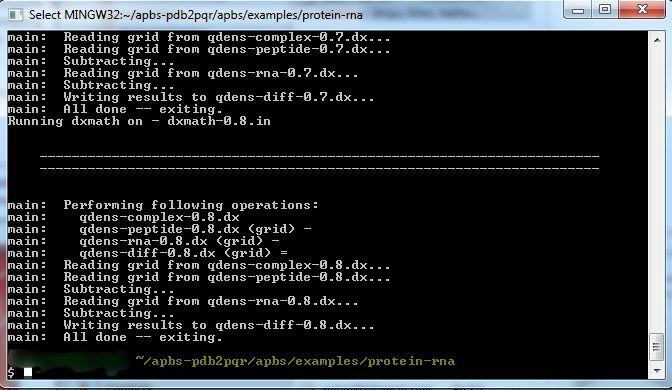 Select MINGW32:~/apbs-pdb2pqr/apbs/examples/protein-rna
main:  Reading grid from qdens-complex-0.7.dx...
main:  Reading grid from qdens-peptide-0.7.dx...
main:  Subtracting...
main:  Reading grid from qdens-rna-0.7.dx...
main:  Subtracting...
main:  Writing results to qdens-diff-0.7.dx...
main:  All done -- exiting.
Running dxmath on - dxmath-0.8.in
----------------------------------------------------------------------
----------------------------------------------------------------------
main:  Performing following operations:
main:    qdens-complex-0.8.dx
main:    qdens-peptide-0.8.dx (grid) -
main:    qdens-rna-0.8.dx (grid) -
main:    qdens-diff-0.8.dx (grid) =
main:  Reading grid from qdens-complex-0.8.dx...
main:  Reading grid from qdens-peptide-0.8.dx...
main:  Subtracting...
main:  Reading grid from qdens-rna-0.8.dx...
main:  Subtracting...
main:  Writing results to qdens-diff-0.8.dx...
main:  All done -- exiting.
~/apbs-pdb2pqr/apbs/examples/protein-rna
$